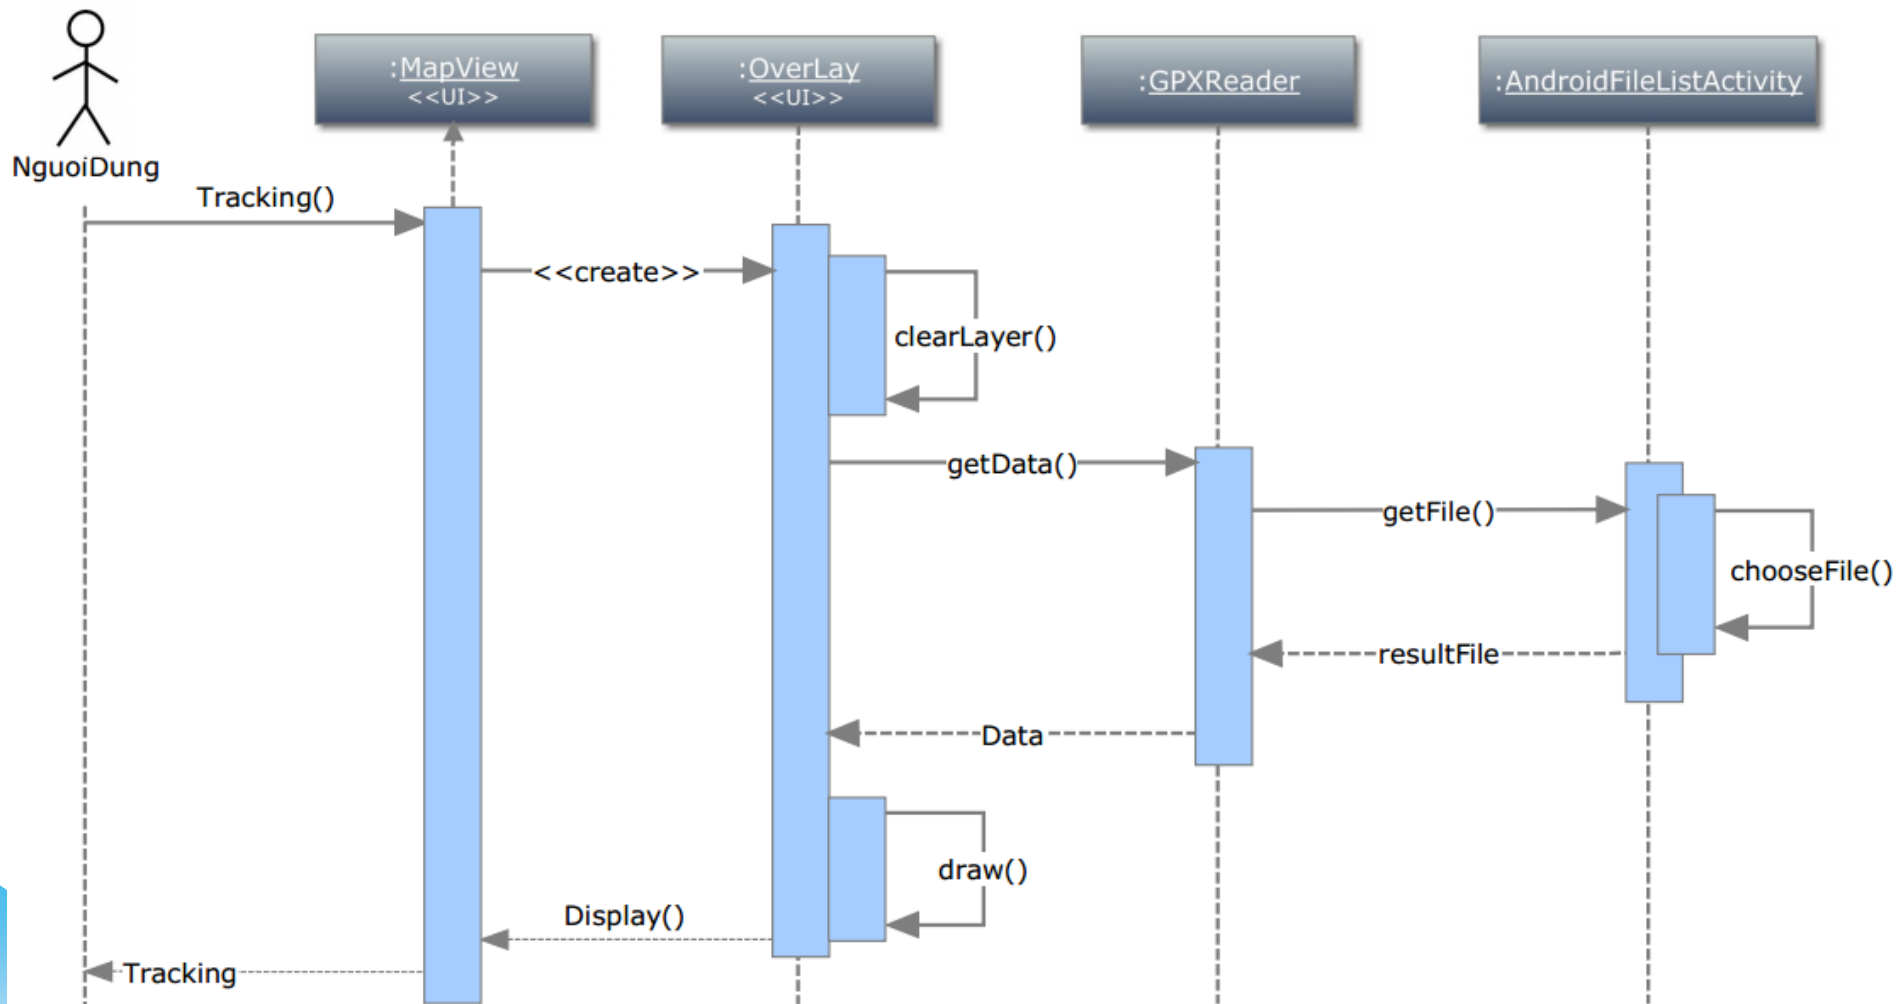 :MapView
<<UI>>
:OverLay
<<UI>>
:GPXReader
:AndroidFileListActivity
NguoiDung
Tracking()
<<create>>
clearLayer()
getData()
getFile()
chooseFile()
resultFile
Data
draw()
Display()
Tracking